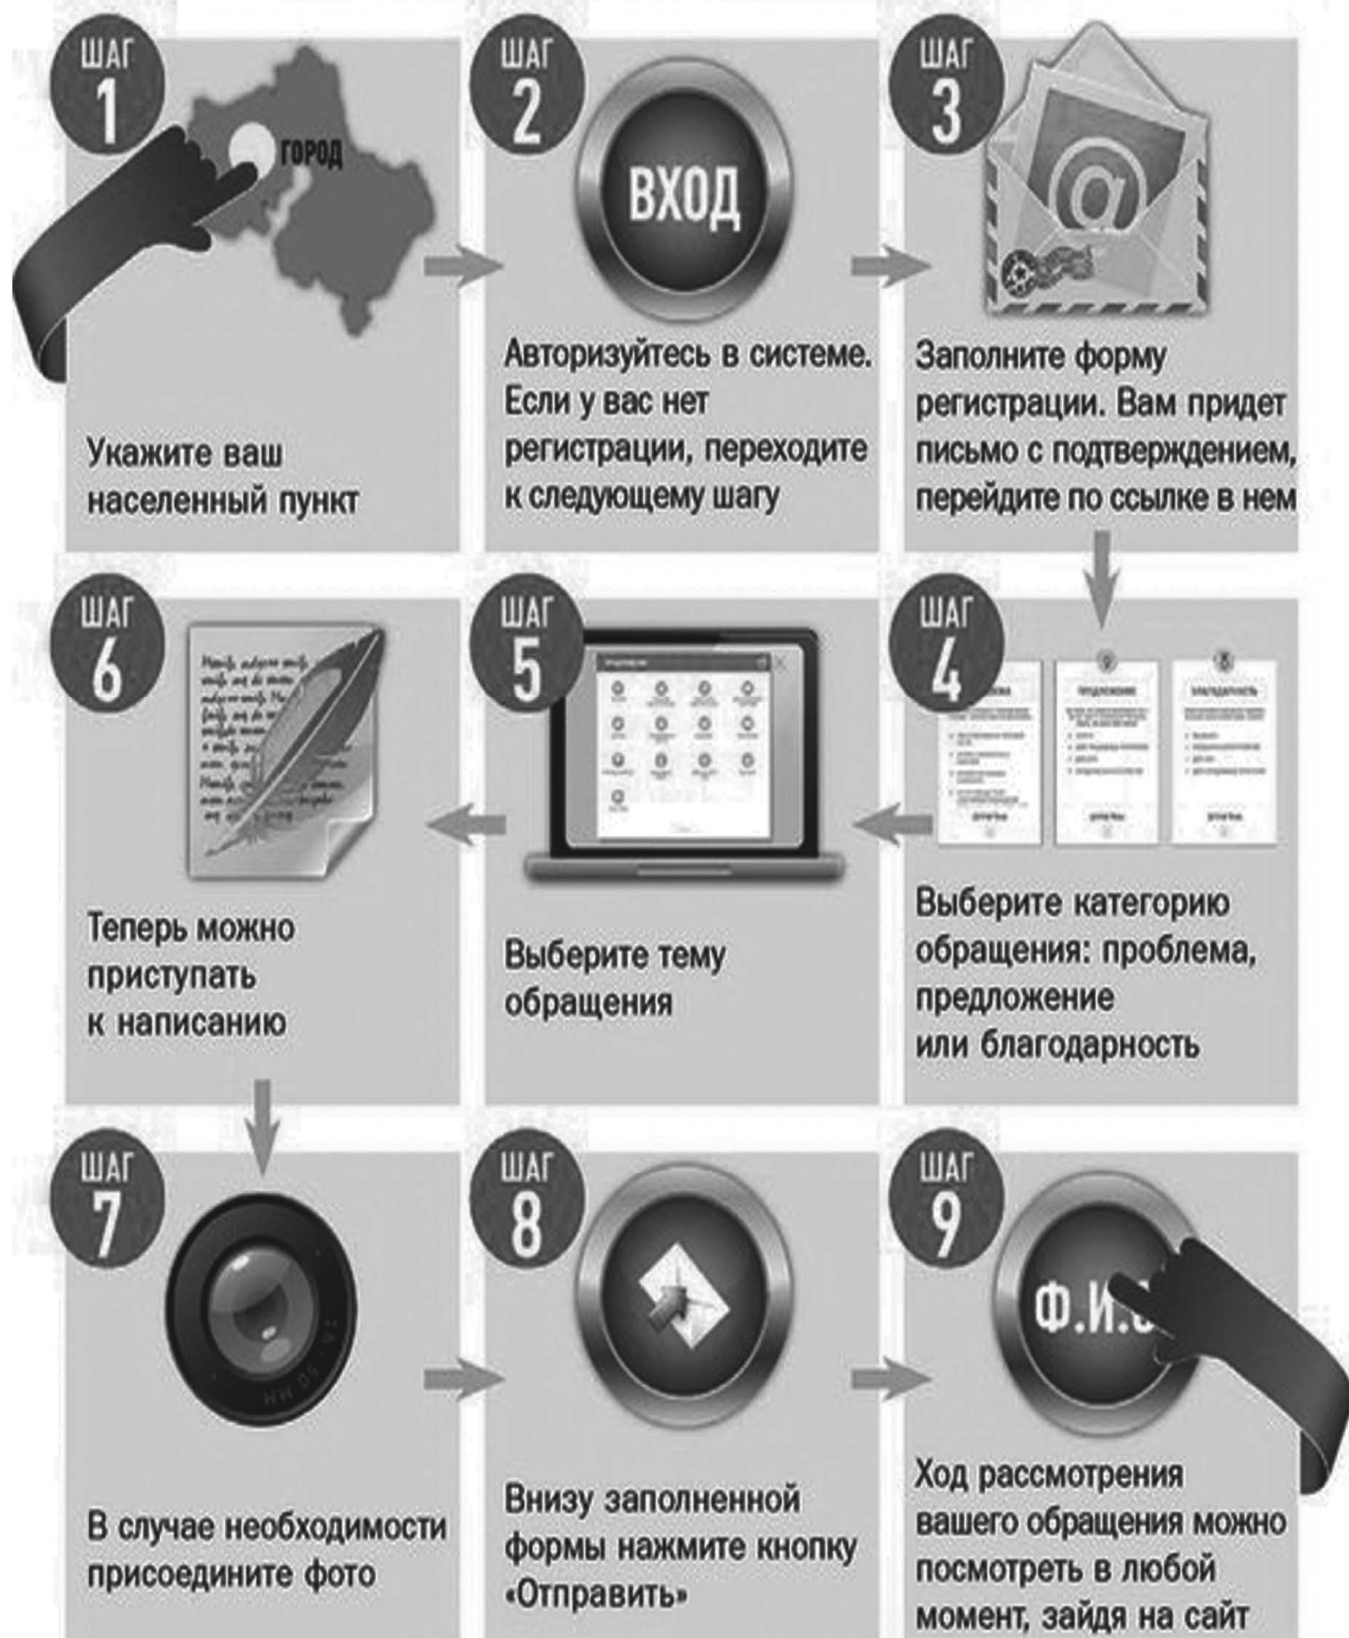 ШАГ
1
ГОРОД
Укажите ваш
населенный пункт
ШАГ
2
ВХОД
Авторизуйтесь в системе.
Если у вас нет
регистрации, переходите
к следующему шагу
ШАГ
3
@
Заполните форму
регистрации. Вам придет
письмо с подтверждением,
перейдите по ссылке в нем
ШАГ
4
ПРЕДЛОЖЕНИЕ
БЛАГОДАРНОСТЬ
Выберите категорию
обращения: проблема,
предложение
или благодарность
ШАГ
5
Выберите тему
обращения
ШАГ
6
Теперь можно
приступать
к написанию
ШАГ
7
50 MM
В случае необходимости
присоедините фото
ШАГ
8
Внизу заполненной
формы нажмите кнопку
«Отправить»
ШАГ
9
Ф.И.О
Ход рассмотрения
вашего обращения можно
посмотреть в любой
момент, зайдя на сайт